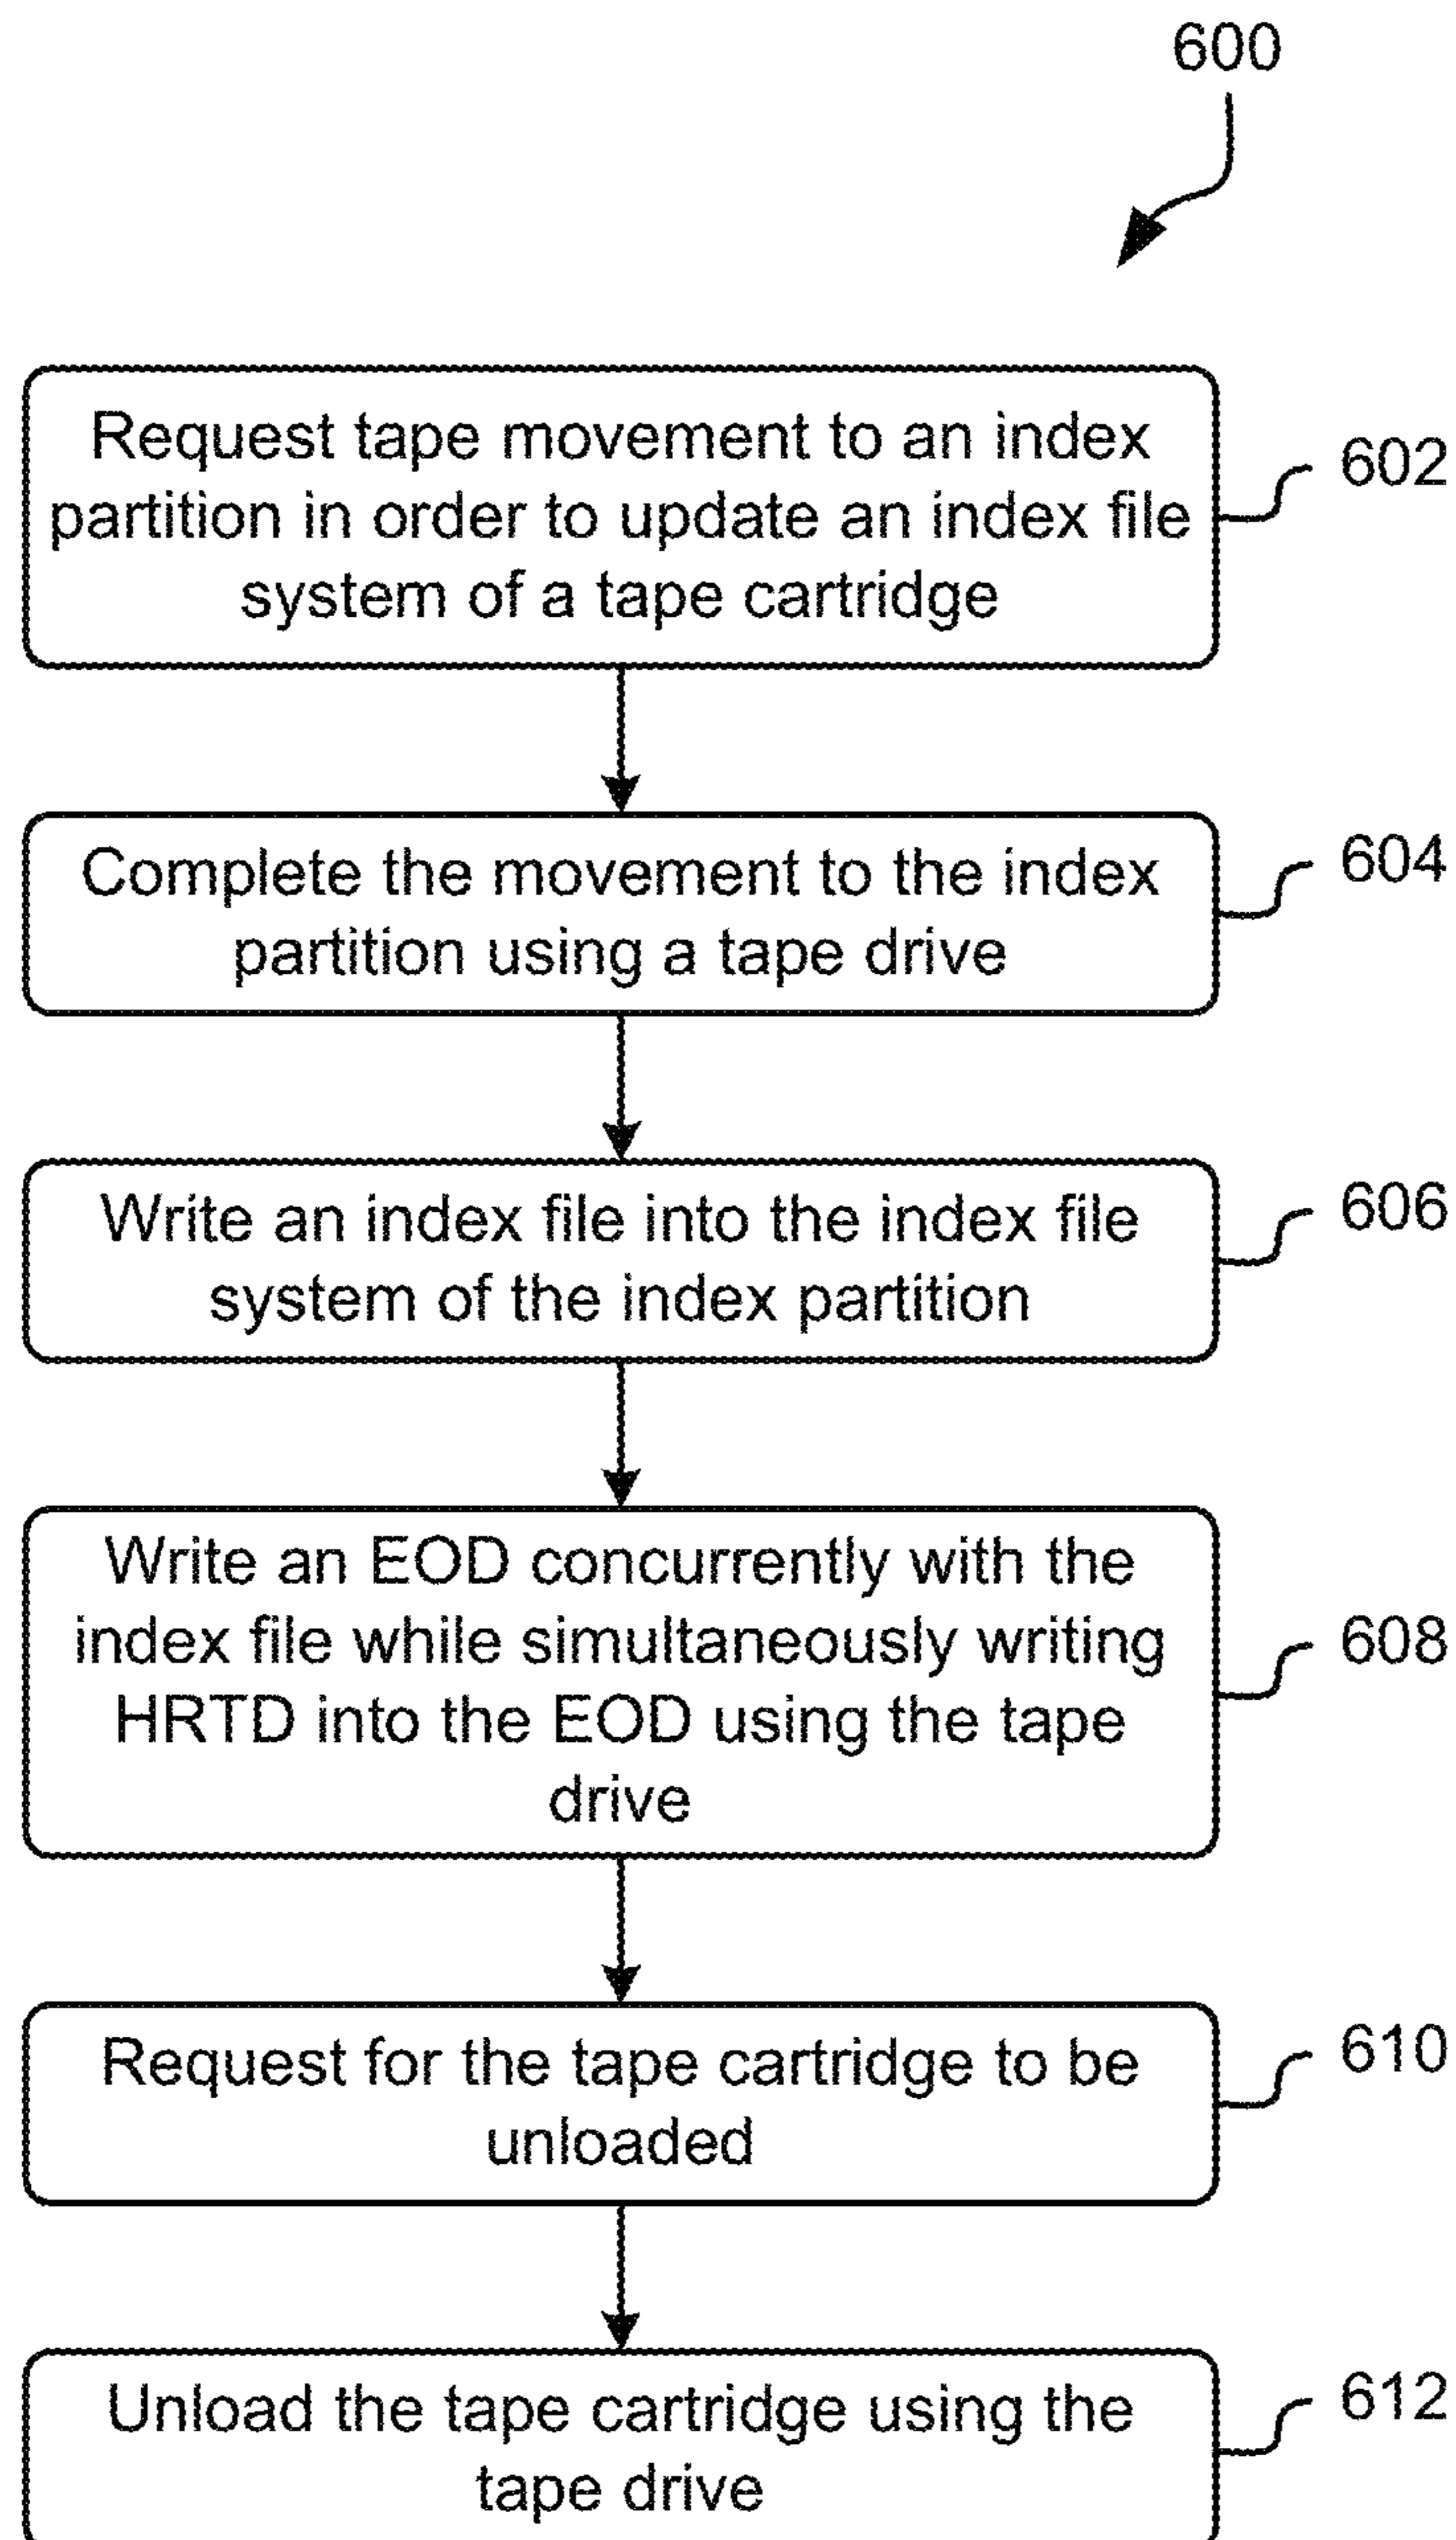 600
Request tape movement to an index
partition in order to update an index file
system of a tape cartridge
602
Complete the movement to the index
partition using a tape drive
604
Write an index file into the index file
system of the index partition
606
Write an EOD concurrently with the
index file while simultaneously writing
HRTD into the EOD using the tape
drive
608
Request for the tape cartridge to be
unloaded
610
Unload the tape cartridge using the
tape drive
612